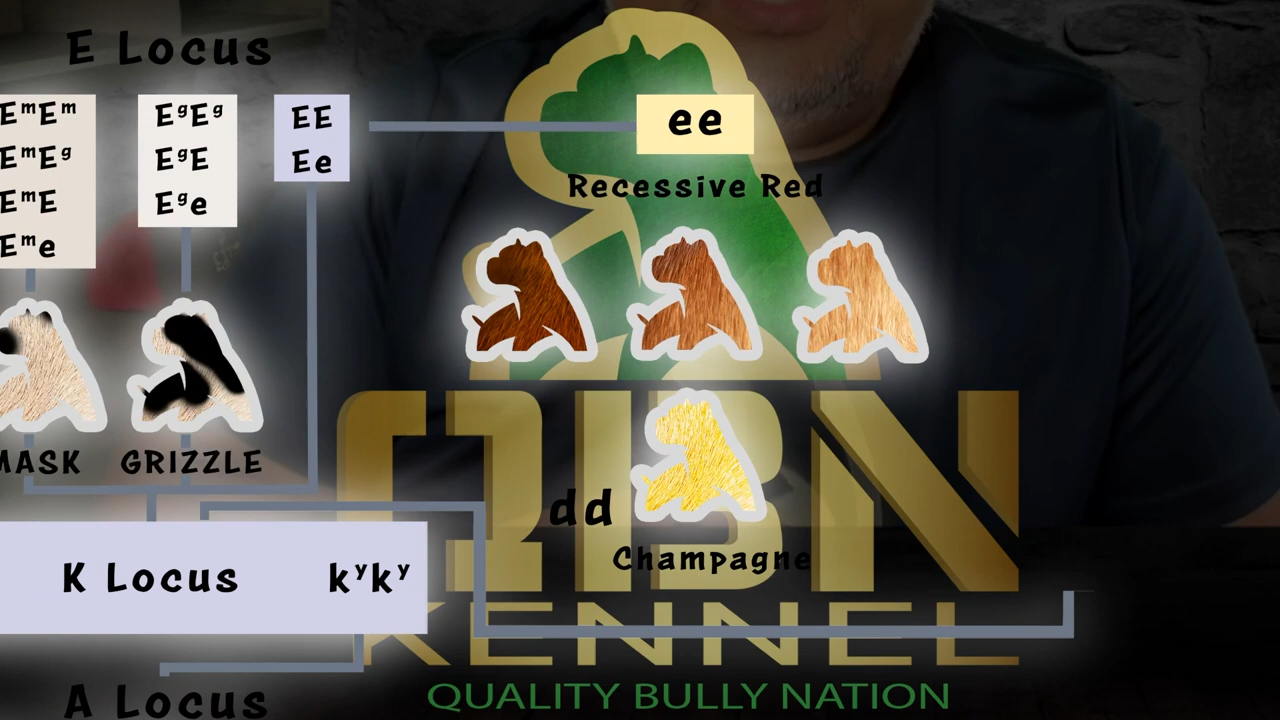 E Locus
EᵐEᵐ
EᵐEᵍ
EᵐE
Eᵐe
EᵍEᵍ
EᵍE
Eᵍe
EE
Ee
ee
Recessive Red
MASK
GRIZZLE
dd
Champagne
K Locus
kʸkʸ
A Locus
QBN
KENNEL
QUALITY BULLY NATION